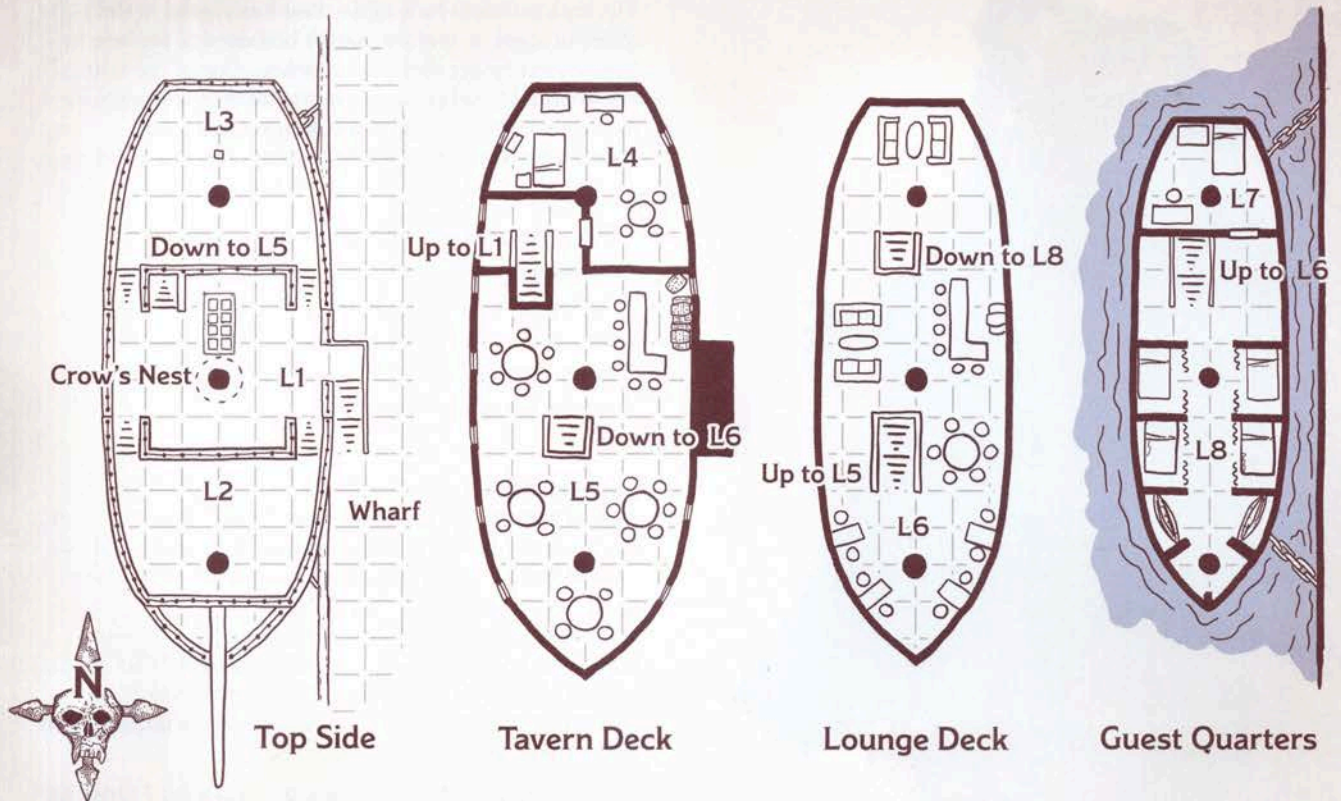 L3
Down to L5
Crow's Nest
L1
L2
Wharf
N
Top Side
L4
Up to L1
Down to L6
L5
Tavern Deck
Down to L8
Up to L5
L6
Lounge Deck
L7
Up to L6
L8
Guest Quarters